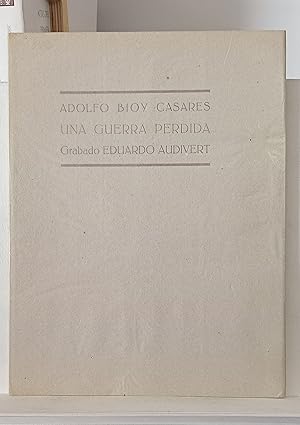 ADOLFO BIOY CASARES
UNA GUERRA PERDIDA
Grabado EDUARDO AUDIVERT